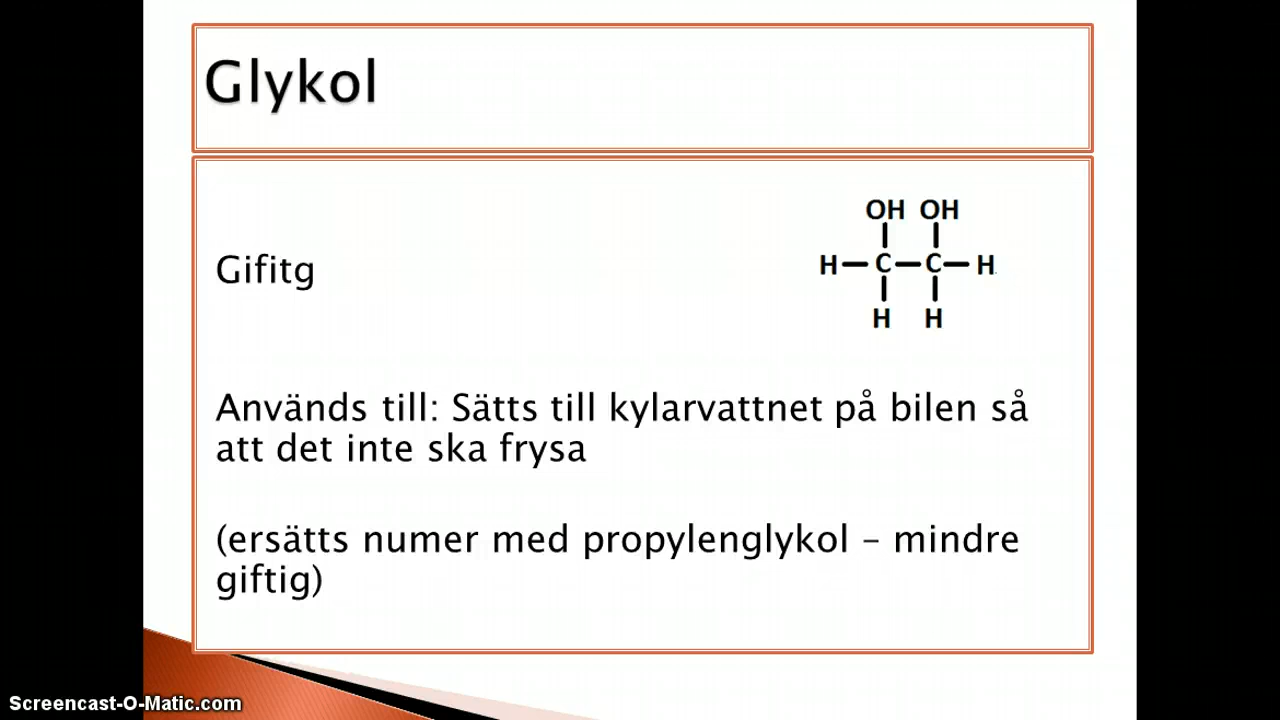 Glykol
OH OH
Gifitg
H C C H
H H
Används till: Sätts till kylarvattnet på bilen så
att det inte ska frysa
(ersätts numer med propylenglykol – mindre
giftig)
Screencast-O-Matic.com